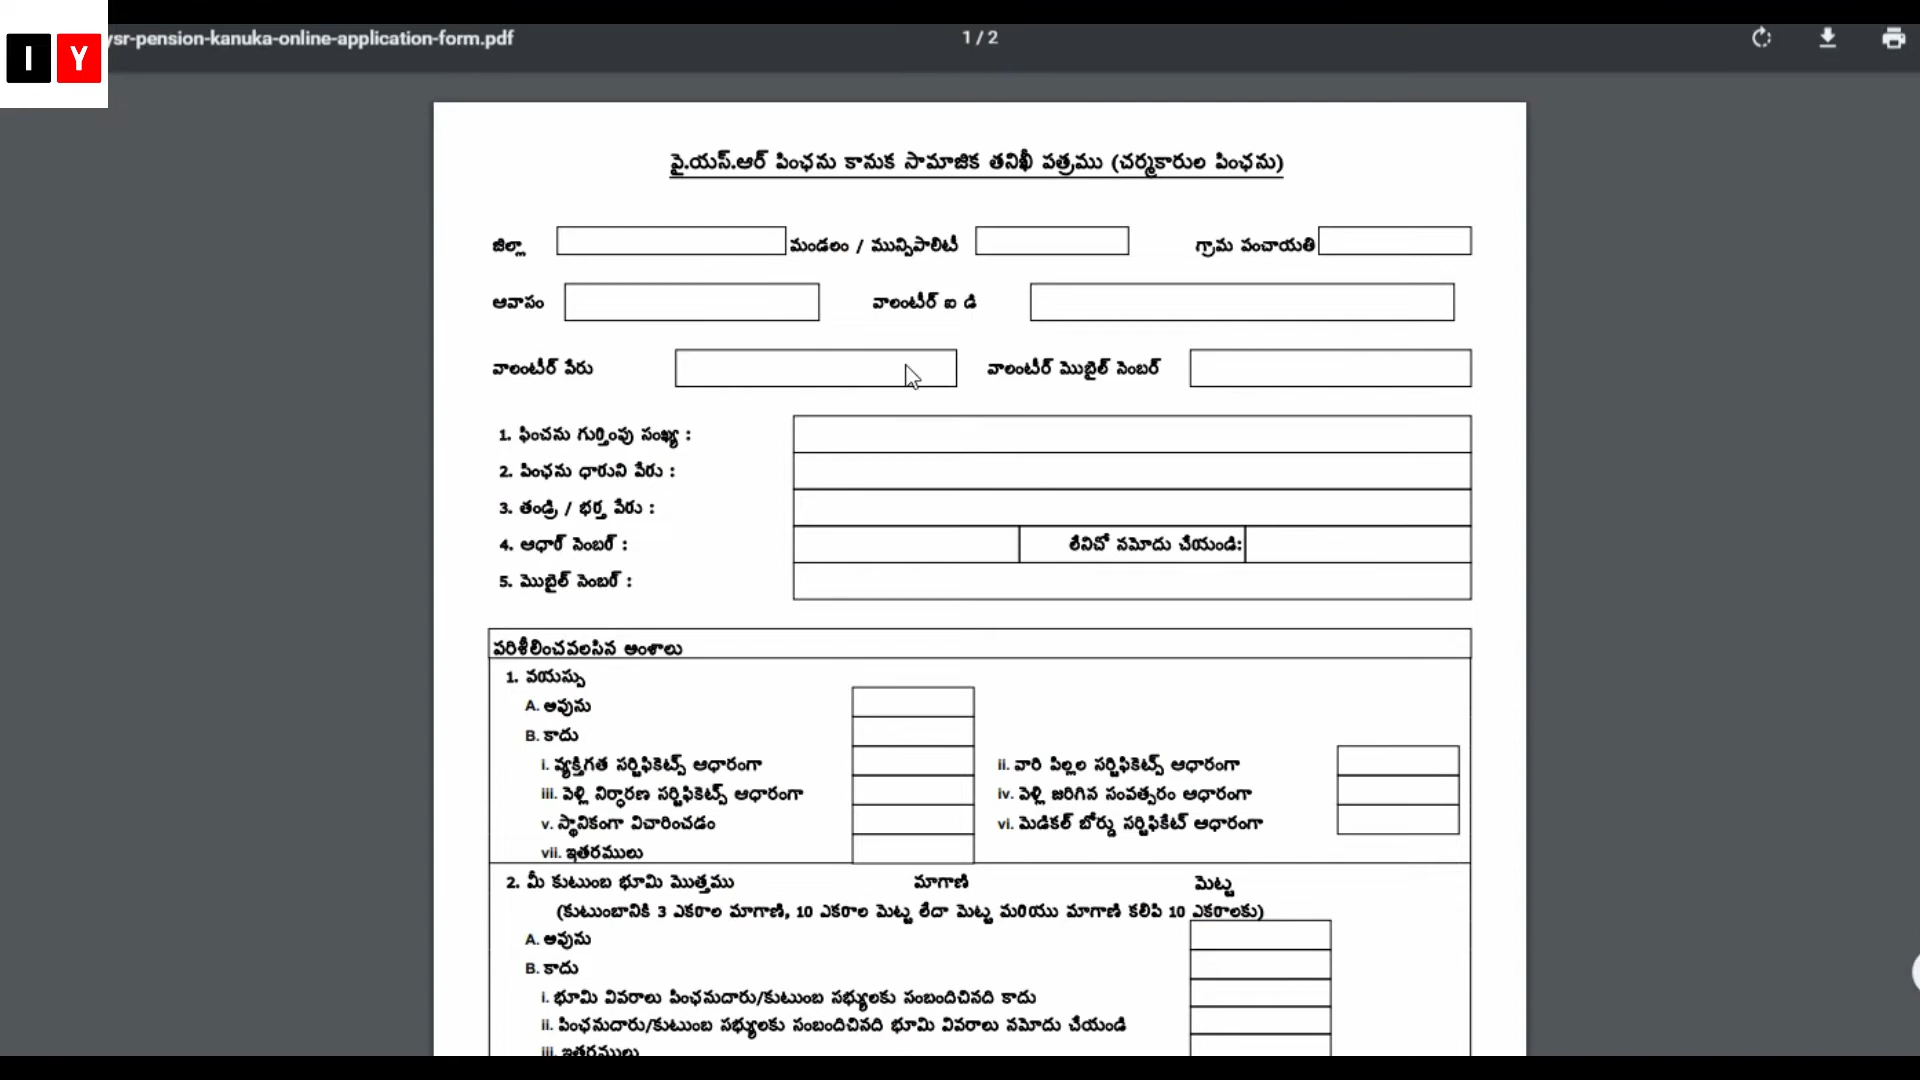 I Y
ysr-pension-kanuka-online-application-form.pdf 1 / 2
వై.యస్.ఆర్ పింఛను కానుక సామాజిక తనిఖీ పత్రము (చర్మకారుల పింఛను)
జిల్లా మండలం / మున్సిపాలిటీ గ్రామ పంచాయతి
ఆవాసం వాలంటీర్ ఐ డి
వాలంటీర్ పేరు వాలంటీర్ మొబైల్ నెంబర్
1. ఫించను గుర్తింపు సంఖ్య :
2. పింఛను ధారుని పేరు :
3. తండ్రి / భర్త పేరు :
4. ఆధార్ నెంబర్ : లేనిచో నమోదు చేయండి:
5. మొబైల్ నెంబర్ :
పరిశీలించవలసిన అంశాలు
1. వయస్సు
A. అవును
B. కాదు
i. వ్యక్తిగత సర్టిఫికెట్స్ ఆధారంగా ii. వారి పిల్లల సర్టిఫికెట్స్ ఆధారంగా
iii. వెళ్లి నిర్ధారణ సర్టిఫికెట్స్ ఆధారంగా iv. వెళ్లి జరిగిన సంవత్సరం ఆధారంగా
v. స్థానికంగా విచారించడం vi. మెడికల్ బోర్డు సర్టిఫికేట్ ఆధారంగా
vii. ఇతరములు
2. మీ కుటుంబ భూమి మొత్తము మాగాణి మెట్టు
(కుటుంబానికి 3 ఎకరాల మాగాణి, 10 ఎకరాల మెట్టు లేదా మెట్టు మరియు మాగాణి కలిపి 10 ఎకరాలకు)
A. అవును
B. కాదు
i. భూమి వివరాలు పింఛనుదారు/కుటుంబ సభ్యులకు సంబందిచినది కాదు
ii. పింఛనుదారు/కుటుంబ సభ్యులకు సంబందిచినది భూమి వివరాలు నమోదు చేయండి
iii. ఇతరములు